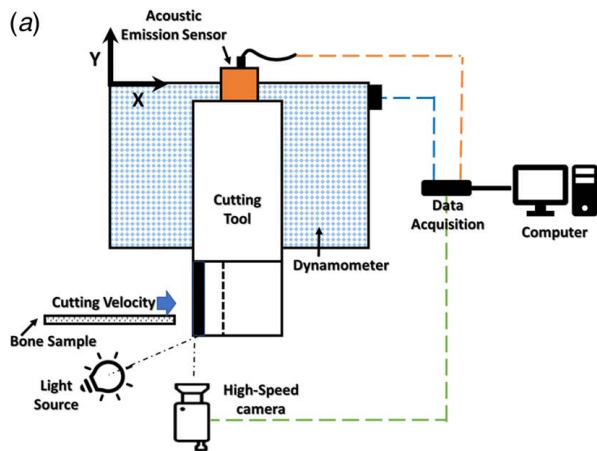 (a)
Acoustic
Emission Sensor
Y
X
Cutting
Tool
Data
Acquisition
Computer
Dynamometer
Cutting Velocity
Bone Sample
Light
Source
High-Speed
camera